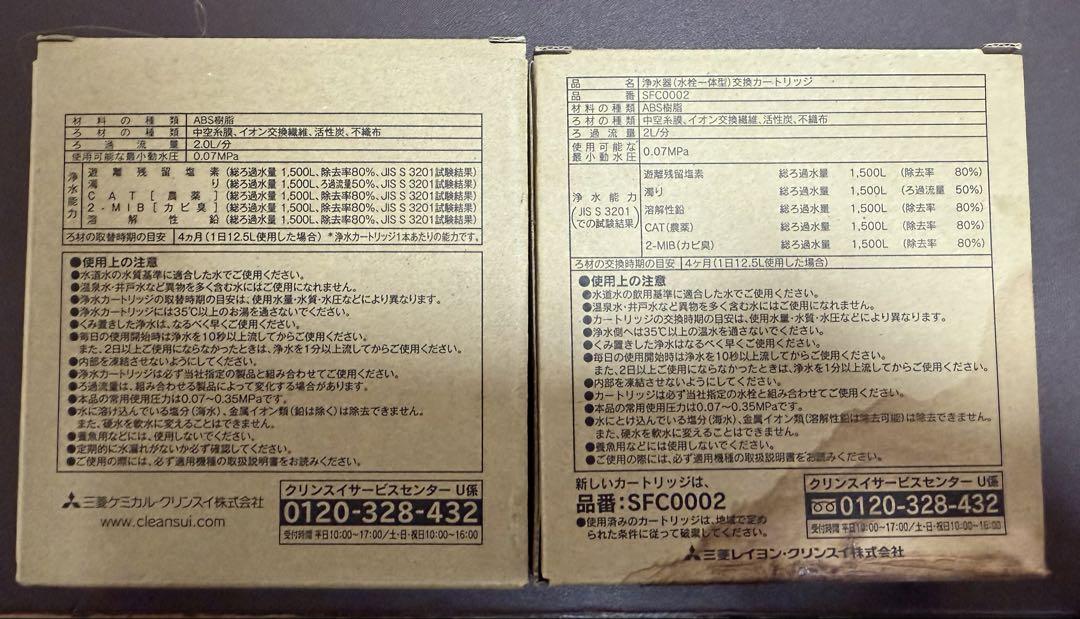 材料の種類 ABS樹脂
ろ材の種類 中空糸膜、イオン交換繊維、活性炭、不織布
ろ過流量 2.0L/分
使用可能な最小動水圧 0.07MPa
浄水能力
遊離残留塩素 (総ろ過水量 1,500L、除去率80%、JIS S 3201試験結果)
濁り (総ろ過水量 1,500L、ろ過流量50%、JIS S 3201試験結果)
CAT[農薬] (総ろ過水量 1,500L、除去率80%、JIS S 3201試験結果)
2-MIB[カビ臭] (総ろ過水量 1,500L、除去率80%、JIS S 3201試験結果)
溶解性鉛 (総ろ過水量 1,500L、除去率80%、JIS S 3201試験結果)
ろ材の取替時期の目安 4ヵ月(1日12.5L使用した場合) *浄水カートリッジ1本あたりの能力です。
●使用上の注意
●水道水の水質基準に適合した水でご使用ください。
●温泉水・井戸水など異物を多く含む水にはご使用になれません。
●浄水カートリッジの取替時期の目安は、使用水量・水質・水圧などにより異なります。
●浄水カートリッジには35℃以上のお湯を通さないでください。
●くみ置きした浄水は、なるべく早くご使用ください。
●毎日の使用開始時は浄水を10秒以上流してからご使用ください。
また、2日以上ご使用にならなかったときは、浄水を1分以上流してからご使用ください。
●内部を凍結させないようにしてください。
●浄水カートリッジは必ず当社指定の製品と組み合わせてご使用ください。
●ろ過流量は、組み合わせる製品によって変化する場合があります。
●本品の常用使用圧力は0.07〜0.35MPaです。
●水に溶け込んでいる塩分(海水)、金属イオン類(鉛は除く)は除去できません。
また、硬水を軟水に変えることはできません。
●養魚用などには、使用しないでください。
●定期的に水漏れがないか必ず確認してください。
●ご使用の際には、必ず適用機種の取扱説明書をお読みください。
三菱ケミカル・クリンスイ株式会社
www.cleansui.com
クリンスイサービスセンター U係
0120-328-432
受付時間 平日10:00〜17:00/土・日・祝日10:00〜16:00
品名 浄水器(水栓一体型)交換カートリッジ
品番 SFC0002
材料の種類 ABS樹脂
ろ材の種類 中空糸膜、イオン交換繊維、活性炭、不織布
ろ過流量 2L/分
使用可能な最小動水圧 0.07MPa
浄水能力(JIS S 3201での試験結果)
遊離残留塩素 総ろ過水量 1,500L (除去率 80%)
濁り 総ろ過水量 1,500L (ろ過流量 50%)
溶解性鉛 総ろ過水量 1,500L (除去率 80%)
CAT(農薬) 総ろ過水量 1,500L (除去率 80%)
2-MIB(カビ臭) 総ろ過水量 1,500L (除去率 80%)
ろ材の交換時期の目安 4ケ月(1日12.5L使用した場合)
●使用上の注意
●水道水の飲用基準に適合した水でご使用ください。
●温泉水・井戸水など異物を多く含む水にはご使用になれません。
●カートリッジの交換時期の目安は、使用水量・水質・水圧などにより異なります。
●浄水側へは35℃以上の温水を通さないでください。
●くみ置きした浄水はなるべく早くご使用ください。
●毎日の使用開始時は浄水を10秒以上流してからご使用ください。
また、2日以上ご使用にならなかったときは、浄水を1分以上流してからご使用ください。
●内部を凍結させないようにしてください。
●カートリッジは必ず当社指定の水栓と組み合わせてご使用ください。
●本品の常用使用圧力は0.07〜0.35MPaです。
●水にとけ込んでいる塩分(海水)、金属イオン類(溶解性鉛は除去可能)は除去できません。
また、硬水を軟水に変えることはできません。
●養魚用などには使用しないでください。
●ご使用の際には、必ず適用機種の取扱説明書をお読みください。
新しいカートリッジは、
品番:SFC0002
●使用済みのカートリッジは、地域で定め
られた条件に従って破棄してください。
クリンスイサービスセンター U係
0120-328-432
受付時間 平日10:00〜17:00/土・日・祝日10:00〜16:00
三菱レイヨン・クリンスイ株式会社